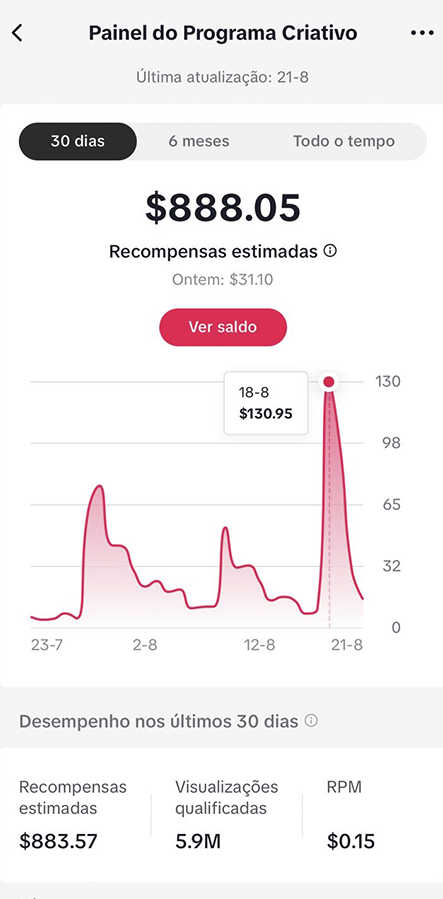 Painel do Programa Criativo
Última atualização: 21-8
30 dias
6 meses
Todo o tempo
$888.05
Recompensas estimadas
Ontem: $31.10
Ver saldo
18-8
$130.95
130
98
65
32
0
23-7
2-8
12-8
21-8
Desempenho nos últimos 30 dias
Recompensas
estimadas
$883.57
Visualizações
qualificadas
5.9M
RPM
$0.15